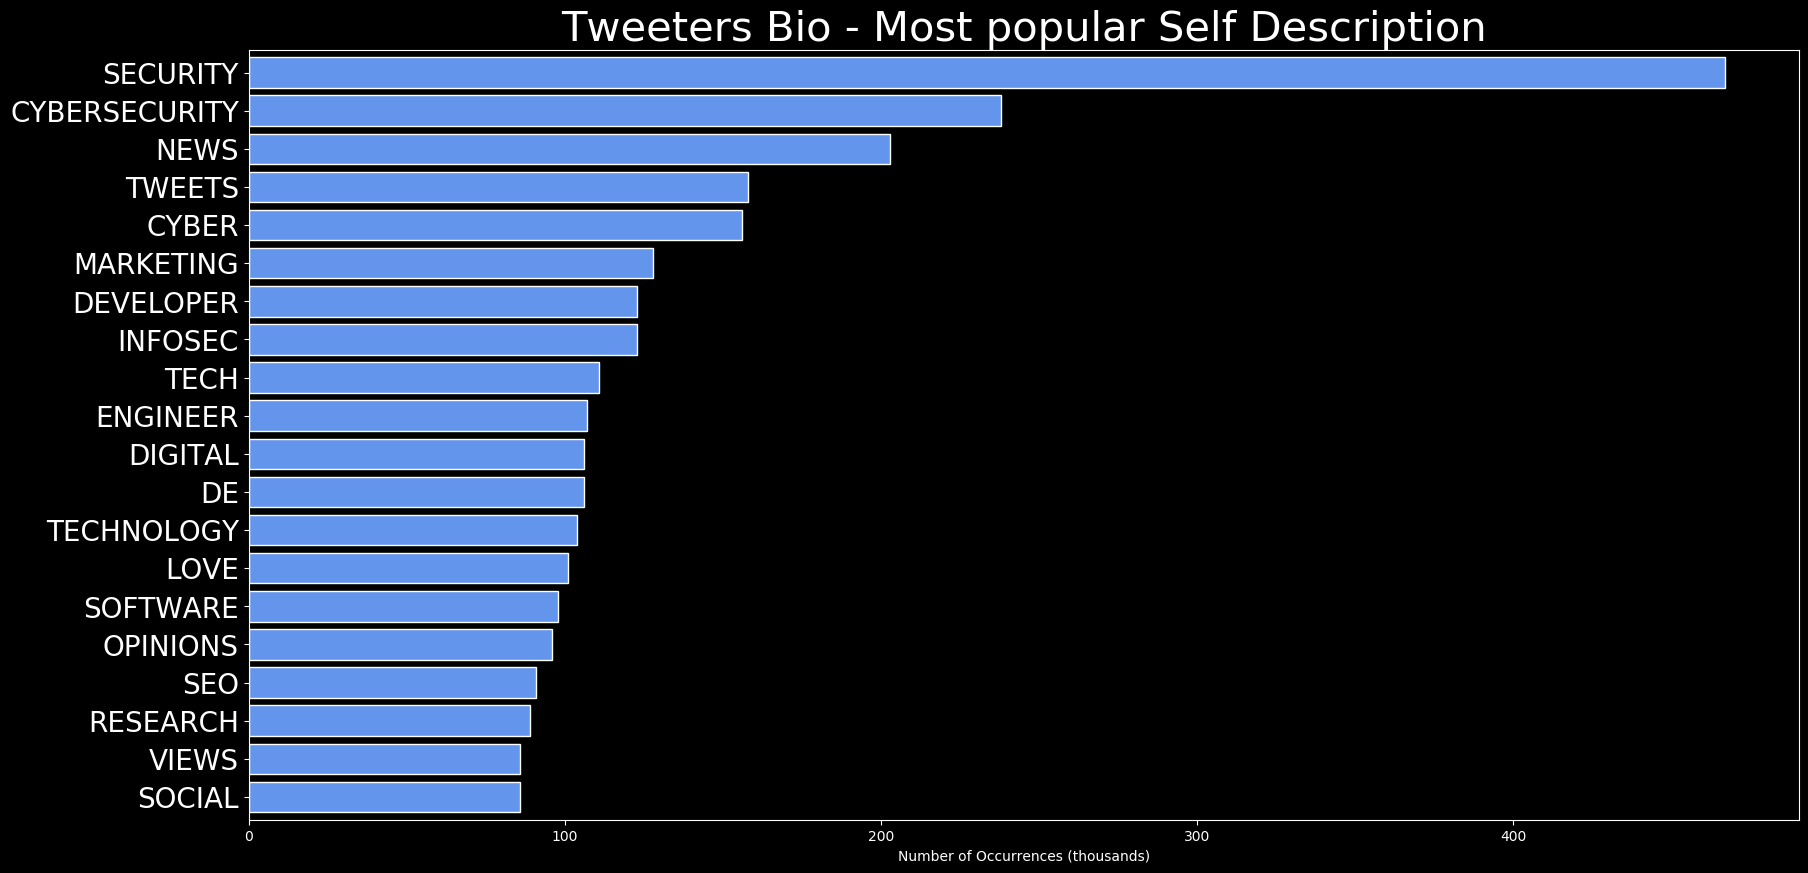 Tweeters Bio - Most popular Self Description
SECURITY
CYBERSECURITY
NEWS
TWEETS
CYBER
MARKETING
DEVELOPER
INFOSEC
TECH
ENGINEER
DIGITAL
DE
TECHNOLOGY
LOVE
SOFTWARE
OPINIONS
SEO
RESEARCH
VIEWS
SOCIAL
0 100 200 300 400
Number of Occurrences (thousands)